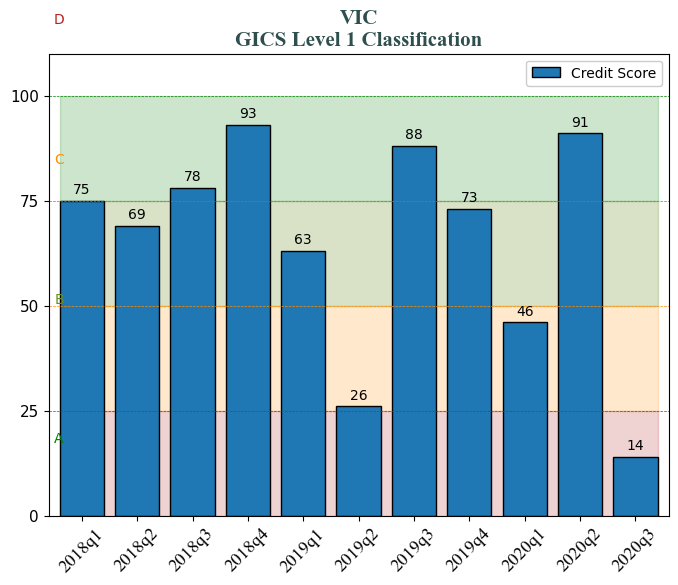 D
VIC
GICS Level 1 Classification
Credit Score
100
75
50
25
0
C
B
A
75
69
78
93
63
26
88
73
46
91
14
2018q1
2018q2
2018q3
2018q4
2019q1
2019q2
2019q3
2019q4
2020q1
2020q2
2020q3